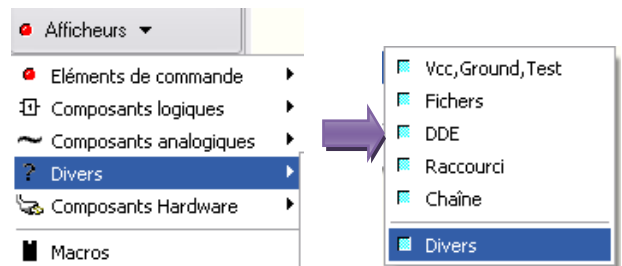 Afficheurs
Eléments de commande
Composants logiques
Composants analogiques
Divers
Composants Hardware
Macros
Vcc,Ground,Test
Fichers
DDE
Raccourci
Chaîne
Divers